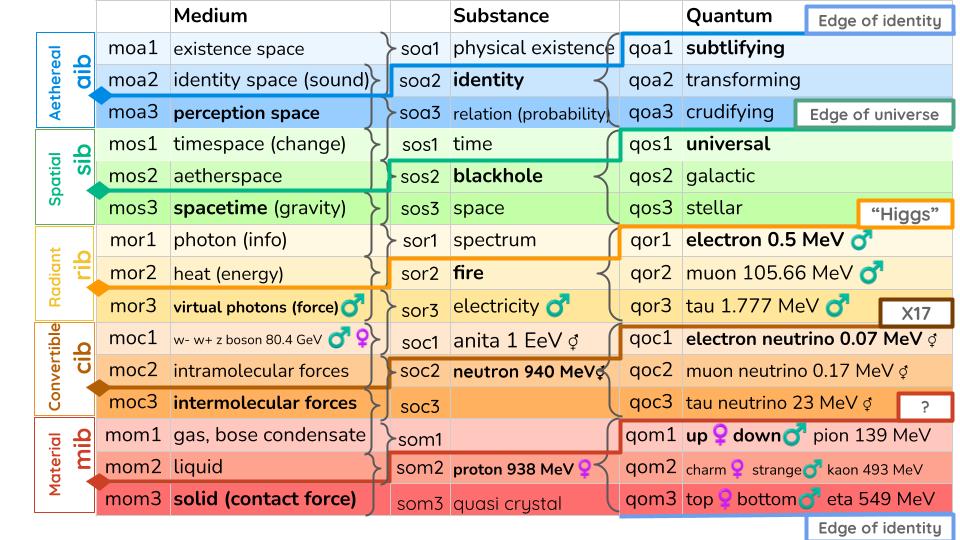 Medium Substance Quantum Edge of identity
Aethereal aib
moa1 existence space soa1 physical existence qoa1 subtlifying
moa2 identity space (sound) soa2 identity qoa2 transforming
moa3 perception space soa3 relation (probability) qoa3 crudifying Edge of universe
Spatial sib
mos1 timespace (change) sos1 time qos1 universal
mos2 aetherspace sos2 blackhole qos2 galactic
mos3 spacetime (gravity) sos3 space qos3 stellar “Higgs”
Radiant rib
mor1 photon (info) sor1 spectrum qor1 electron 0.5 MeV ♂
mor2 heat (energy) sor2 fire qor2 muon 105.66 MeV ♂
mor3 virtual photons (force) ♂ sor3 electricity ♂ qor3 tau 1.777 MeV ♂ X17
Convertible cib
moc1 w- w+ z boson 80.4 GeV ♂ ♀ soc1 anita 1 EeV ⚥ qoc1 electron neutrino 0.07 MeV ⚥
moc2 intramolecular forces soc2 neutron 940 MeV ⚥ qoc2 muon neutrino 0.17 MeV ⚥
moc3 intermolecular forces soc3 qoc3 tau neutrino 23 MeV ⚥ ?
Material mib
mom1 gas, bose condensate som1 qom1 up ♀ down ♂ pion 139 MeV
mom2 liquid som2 proton 938 MeV ♀ qom2 charm ♀ strange ♂ kaon 493 MeV
mom3 solid (contact force) som3 quasi crystal qom3 top ♀ bottom ♂ eta 549 MeV
Edge of identity